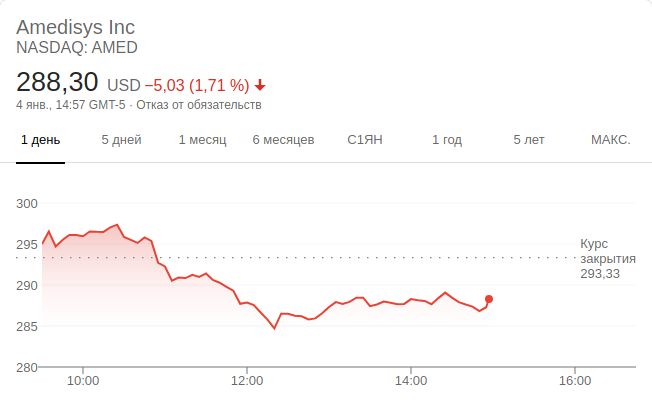 Amedisys Inc
NASDAQ: AMED
288,30 USD −5,03 (1,71 %)
4 янв., 14:57 GMT-5 · Отказ от обязательств
1 день 5 дней 1 месяц 6 месяцев С1ЯН 1 год 5 лет МАКС.
300
295
290
285
280
Курс
закрытия
293,33
10:00 12:00 14:00 16:00